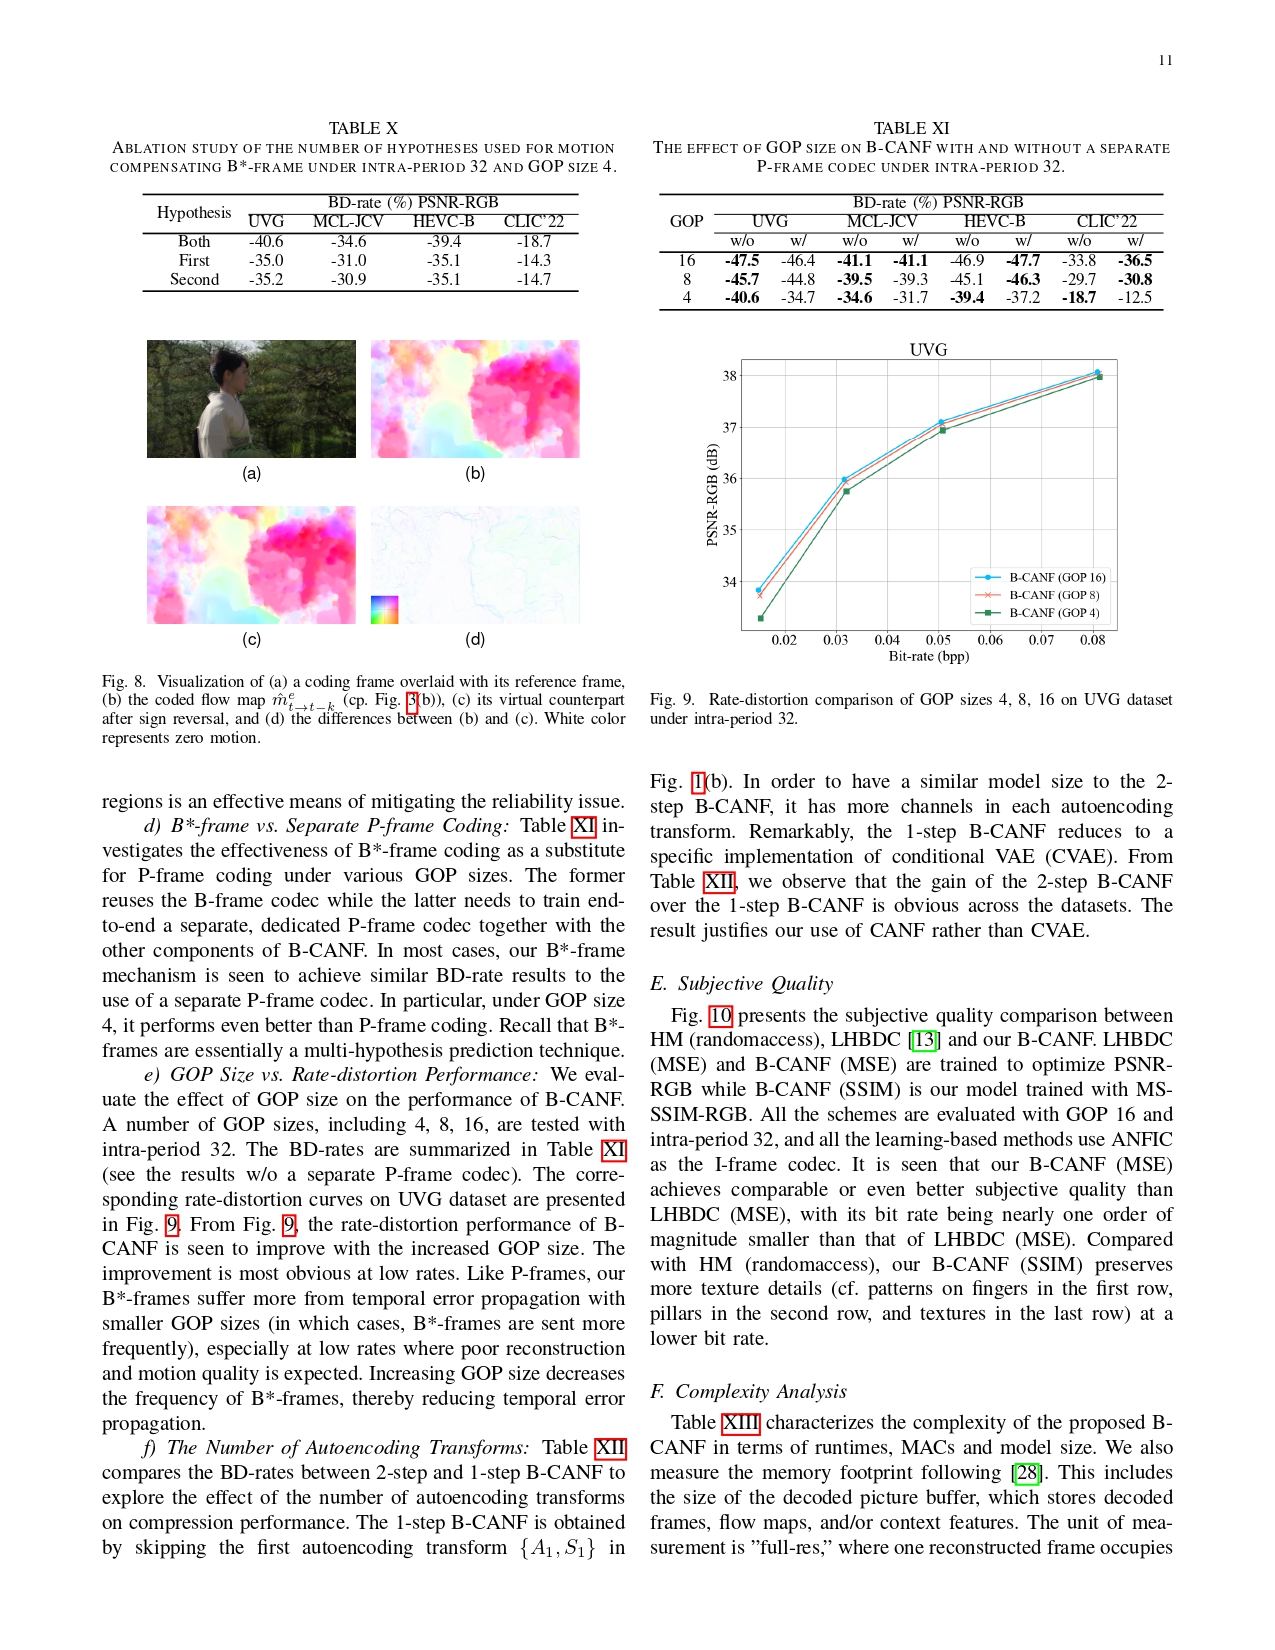 11
TABLE X
ABLATION STUDY OF THE NUMBER OF HYPOTHESES USED FOR MOTION
COMPENSATING B*-FRAME UNDER INTRA-PERIOD 32 AND GOP SIZE 4.
Hypothesis BD-rate (%) PSNR-RGB
UVG MCL-JCV HEVC-B CLIC'22
Both -40.6 -34.6 -39.4 -18.7
First -35.0 -31.0 -35.1 -14.3
Second -35.2 -30.9 -35.1 -14.7
(a)
(b)
(c)
(d)
Fig. 8. Visualization of (a) a coding frame overlaid with its reference frame,
(b) the coded flow map m̂ᵉₜ→ₜ₋ₖ (cp. Fig. 3(b)), (c) its virtual counterpart
after sign reversal, and (d) the differences between (b) and (c). White color
represents zero motion.
regions is an effective means of mitigating the reliability issue.
d) B*-frame vs. Separate P-frame Coding: Table XI in-
vestigates the effectiveness of B*-frame coding as a substitute
for P-frame coding under various GOP sizes. The former
reuses the B-frame codec while the latter needs to train end-
to-end a separate, dedicated P-frame codec together with the
other components of B-CANF. In most cases, our B*-frame
mechanism is seen to achieve similar BD-rate results to the
use of a separate P-frame codec. In particular, under GOP size
4, it performs even better than P-frame coding. Recall that B*-
frames are essentially a multi-hypothesis prediction technique.
e) GOP Size vs. Rate-distortion Performance: We eval-
uate the effect of GOP size on the performance of B-CANF.
A number of GOP sizes, including 4, 8, 16, are tested with
intra-period 32. The BD-rates are summarized in Table XI
(see the results w/o a separate P-frame codec). The corre-
sponding rate-distortion curves on UVG dataset are presented
in Fig. 9. From Fig. 9, the rate-distortion performance of B-
CANF is seen to improve with the increased GOP size. The
improvement is most obvious at low rates. Like P-frames, our
B*-frames suffer more from temporal error propagation with
smaller GOP sizes (in which cases, B*-frames are sent more
frequently), especially at low rates where poor reconstruction
and motion quality is expected. Increasing GOP size decreases
the frequency of B*-frames, thereby reducing temporal error
propagation.
f) The Number of Autoencoding Transforms: Table XII
compares the BD-rates between 2-step and 1-step B-CANF to
explore the effect of the number of autoencoding transforms
on compression performance. The 1-step B-CANF is obtained
by skipping the first autoencoding transform {A₁, S₁} in
TABLE XI
THE EFFECT OF GOP SIZE ON B-CANF WITH AND WITHOUT A SEPARATE
P-FRAME CODEC UNDER INTRA-PERIOD 32.
GOP BD-rate (%) PSNR-RGB
UVG MCL-JCV HEVC-B CLIC'22
w/o w/ w/o w/ w/o w/ w/o w/
16 -47.5 -46.4 -41.1 -41.1 -46.9 -47.7 -33.8 -36.5
8 -45.7 -44.8 -39.5 -39.3 -45.1 -46.3 -29.7 -30.8
4 -40.6 -34.7 -34.6 -31.7 -39.4 -37.2 -18.7 -12.5
UVG
PSNR-RGB (dB)
38
37
36
35
34
B-CANF (GOP 16)
B-CANF (GOP 8)
B-CANF (GOP 4)
0.02 0.03 0.04 0.05 0.06 0.07 0.08
Bit-rate (bpp)
Fig. 9. Rate-distortion comparison of GOP sizes 4, 8, 16 on UVG dataset
under intra-period 32.
Fig. 1(b). In order to have a similar model size to the 2-
step B-CANF, it has more channels in each autoencoding
transform. Remarkably, the 1-step B-CANF reduces to a
specific implementation of conditional VAE (CVAE). From
Table XII, we observe that the gain of the 2-step B-CANF
over the 1-step B-CANF is obvious across the datasets. The
result justifies our use of CANF rather than CVAE.
E. Subjective Quality
Fig. 10 presents the subjective quality comparison between
HM (randomaccess), LHBDC [13] and our B-CANF. LHBDC
(MSE) and B-CANF (MSE) are trained to optimize PSNR-
RGB while B-CANF (SSIM) is our model trained with MS-
SSIM-RGB. All the schemes are evaluated with GOP 16 and
intra-period 32, and all the learning-based methods use ANFIC
as the I-frame codec. It is seen that our B-CANF (MSE)
achieves comparable or even better subjective quality than
LHBDC (MSE), with its bit rate being nearly one order of
magnitude smaller than that of LHBDC (MSE). Compared
with HM (randomaccess), our B-CANF (SSIM) preserves
more texture details (cf. patterns on fingers in the first row,
pillars in the second row, and textures in the last row) at a
lower bit rate.
F. Complexity Analysis
Table XIII characterizes the complexity of the proposed B-
CANF in terms of runtimes, MACs and model size. We also
measure the memory footprint following [28]. This includes
the size of the decoded picture buffer, which stores decoded
frames, flow maps, and/or context features. The unit of mea-
surement is ”full-res,” where one reconstructed frame occupies